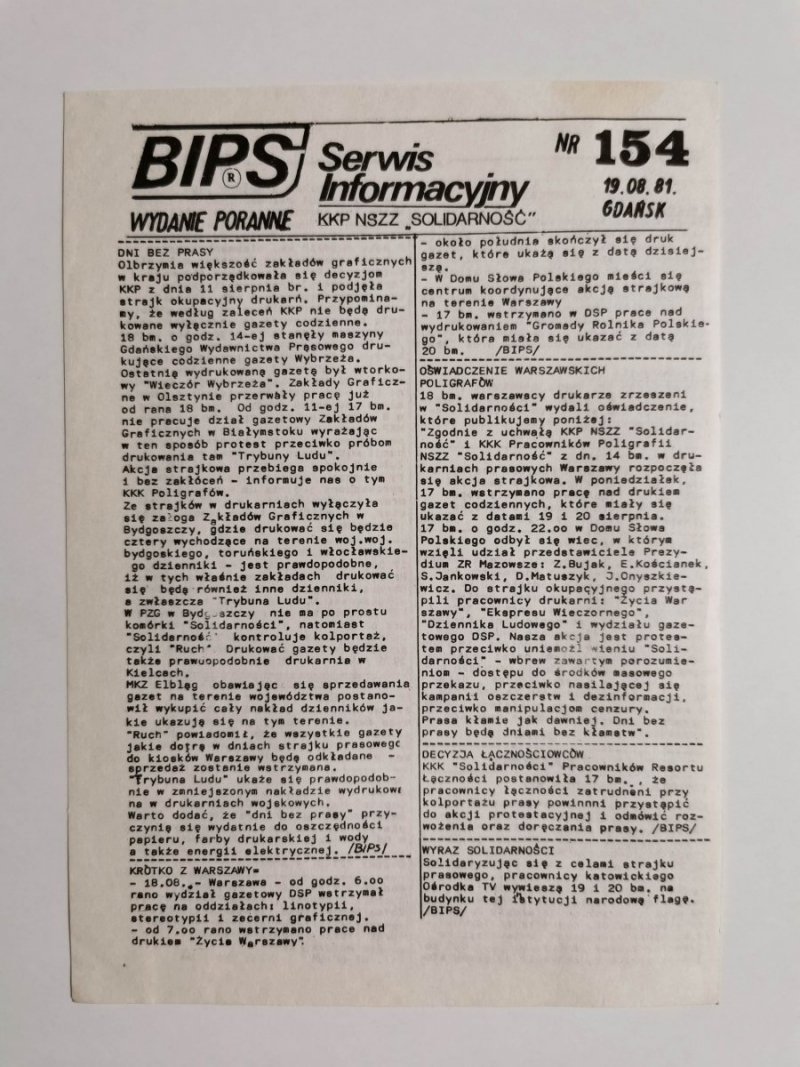 BIPS ®
Serwis
Informacyjny
NR 154
19.08.81.
GDAŃSK
WYDANIE PORANNE
KKP NSZZ „SOLIDARNOŚĆ"
DNI BEZ PRASY
Olbrzymia większość zakładów graficznych
w kraju podporządkowała się decyzjom
KKP z dnia 11 sierpnia br. i podjęła
strajk okupacyjny drukarń. Przypomina-
my, że według zaleceń KKP nie będą dru-
kowane wyłącznie gazety codzienne.
18 bm. o godz. 14-ej stanęły maszyny
Gdańskiego Wydawnictwa Prasowego dru-
kujące codzienne gazety Wybrzeża.
Ostatnią wydrukowaną gazetą był wtorko-
wy "Wieczór Wybrzeża". Zakłady Graficz-
ne w Olsztynie przerwały pracę już
od rana 18 bm. Od godz. 11-ej 17 bm.
nie pracuje dział gazetowy Zakładów
Graficznych w Białymstoku wyrażając
w ten sposób protest przeciwko próbom
drukowania tam "Trybuny Ludu".
Akcja strajkowa przebiega spokojnie
i bez zakłóceń - informuje nas o tym
KKK Poligrafów.
Ze strajków w drukarniach wyłączyła
się załoga Zakładów Graficznych w
Bydgoszczy, gdzie drukować się będzie
cztery wychodzące na terenie woj.woj.
bydgoskiego, toruńskiego i włocławskie-
go dzienniki - jest prawdopodobne,
iż w tych właśnie zakładach drukować
się będą również inne dzienniki,
a zwłaszcza "Trybuna Ludu".
W PZG w Bydgoszczy nie ma po prostu
komórki "Solidarności", natomiast
"Solidarność" kontroluje kolportaż,
czyli "Ruch" Drukować gazety będzie
także prawdopodobnie drukarnia w
Kielcach.
MKZ Elbląg obawiając się sprzedawania
gazet na terenie województwa postano-
wił wykupić cały nakład dzienników ja-
kie ukazują się na tym terenie.
"Ruch" powiadomił, że wszystkie gazety
jakie dotrą w dniach strajku prasowego
do kiosków Warszawy będą odkładane -
sprzedaż zostanie wstrzymana.
"Trybuna Ludu" ukaże się prawdopodob-
nie w zmniejszonym nakładzie wydrukowa
na w drukarniach wojskowych.
Warto dodać, że "dni bez prasy" przy-
czynią się wydatnie do oszczędności
papieru, farby drukarskiej i wody
a także energii elektrycznej. /BIPS/
KRÓTKO Z WARSZAWY-
- 18.08. - Warszawa - od godz. 6.oo
rano wydział gazetowy DSP wstrzymał
pracę na oddziałach: linotypii,
stereotypii i zecerni graficznej.
- od 7.oo rano wstrzymano prace nad
drukiem "Życia Warszawy".
- około południa skończył się druk
gazet, które ukażą się z datą dzisiej-
szą.
- W Domu Słowa Polskiego mieści się
centrum koordynujące akcją strajkową
na terenie Warszawy
- 17 bm. wstrzymano w DSP prace nad
wydrukowaniem "Gromady Rolnika Polskie-
go", która miała się ukazać z datą
20 bm. /BIPS/
OŚWIADCZENIE WARSZAWSKICH
POLIGRAFÓW
18 bm. warszawscy drukarze zrzeszeni
w "Solidarności" wydali oświadczenie,
które publikujemy poniżej:
"Zgodnie z uchwałą KKP NSZZ "Solidar-
ność" i KKK Pracowników Poligrafii
NSZZ "Solidarność" z dn. 14 bm. w dru-
karniach prasowych Warszawy rozpoczęła
się akcja strajkowa. W poniedziałek,
17 bm. wstrzymano pracę nad drukiem
gazet codziennych, które miały się
ukazać z datami 19 i 20 sierpnia.
17 bm. o godz. 22.oo w Domu Słowa
Polskiego odbył się wiec, w którym
wzięli udział przedstawiciele Prezy-
dium ZR Mazowsze: Z.Bujak, E.Kościanek,
S.Jankowski, D.Matuszyk, J.Onyszkie-
wicz. Do strajku okupacyjnego przystą-
pili pracownicy drukarni: "Życia War
szawy", "Ekspresu Wieczornego",
"Dziennika Ludowego" i wydziału gaze-
towego DSP. Nasza akcja jest protes-
tem przeciwko uniemożliwieniu "Soli-
darności" - wbrew zawartym porozumie-
niom - dostępu do środków masowego
przekazu, przeciwko nasilającej się
kampanii oszczerstw i dezinformacji,
przeciwko manipulacjom cenzury.
Prasa kłamie jak dawniej. Dni bez
prasy będą dniami bez kłamstw".
DECYZJA ŁĄCZNOŚCIOWCÓW
KKK "Solidarności" Pracowników Resortu
Łączności postanowiła 17 bm., że
pracownicy łączności zatrudnieni przy
kolportażu prasy powinnni przystąpić
do akcji protestacyjnej i odmówić roz-
wożenia oraz doręczania prasy. /BIPS/
WYRAZ SOLIDARNOŚCI
Solidaryzując się z celami strajku
prasowego, pracownicy katowickiego
Ośrodka TV wywieszą 19 i 20 bm. na
budynku tej istytucji narodową flagę.
/BIPS/